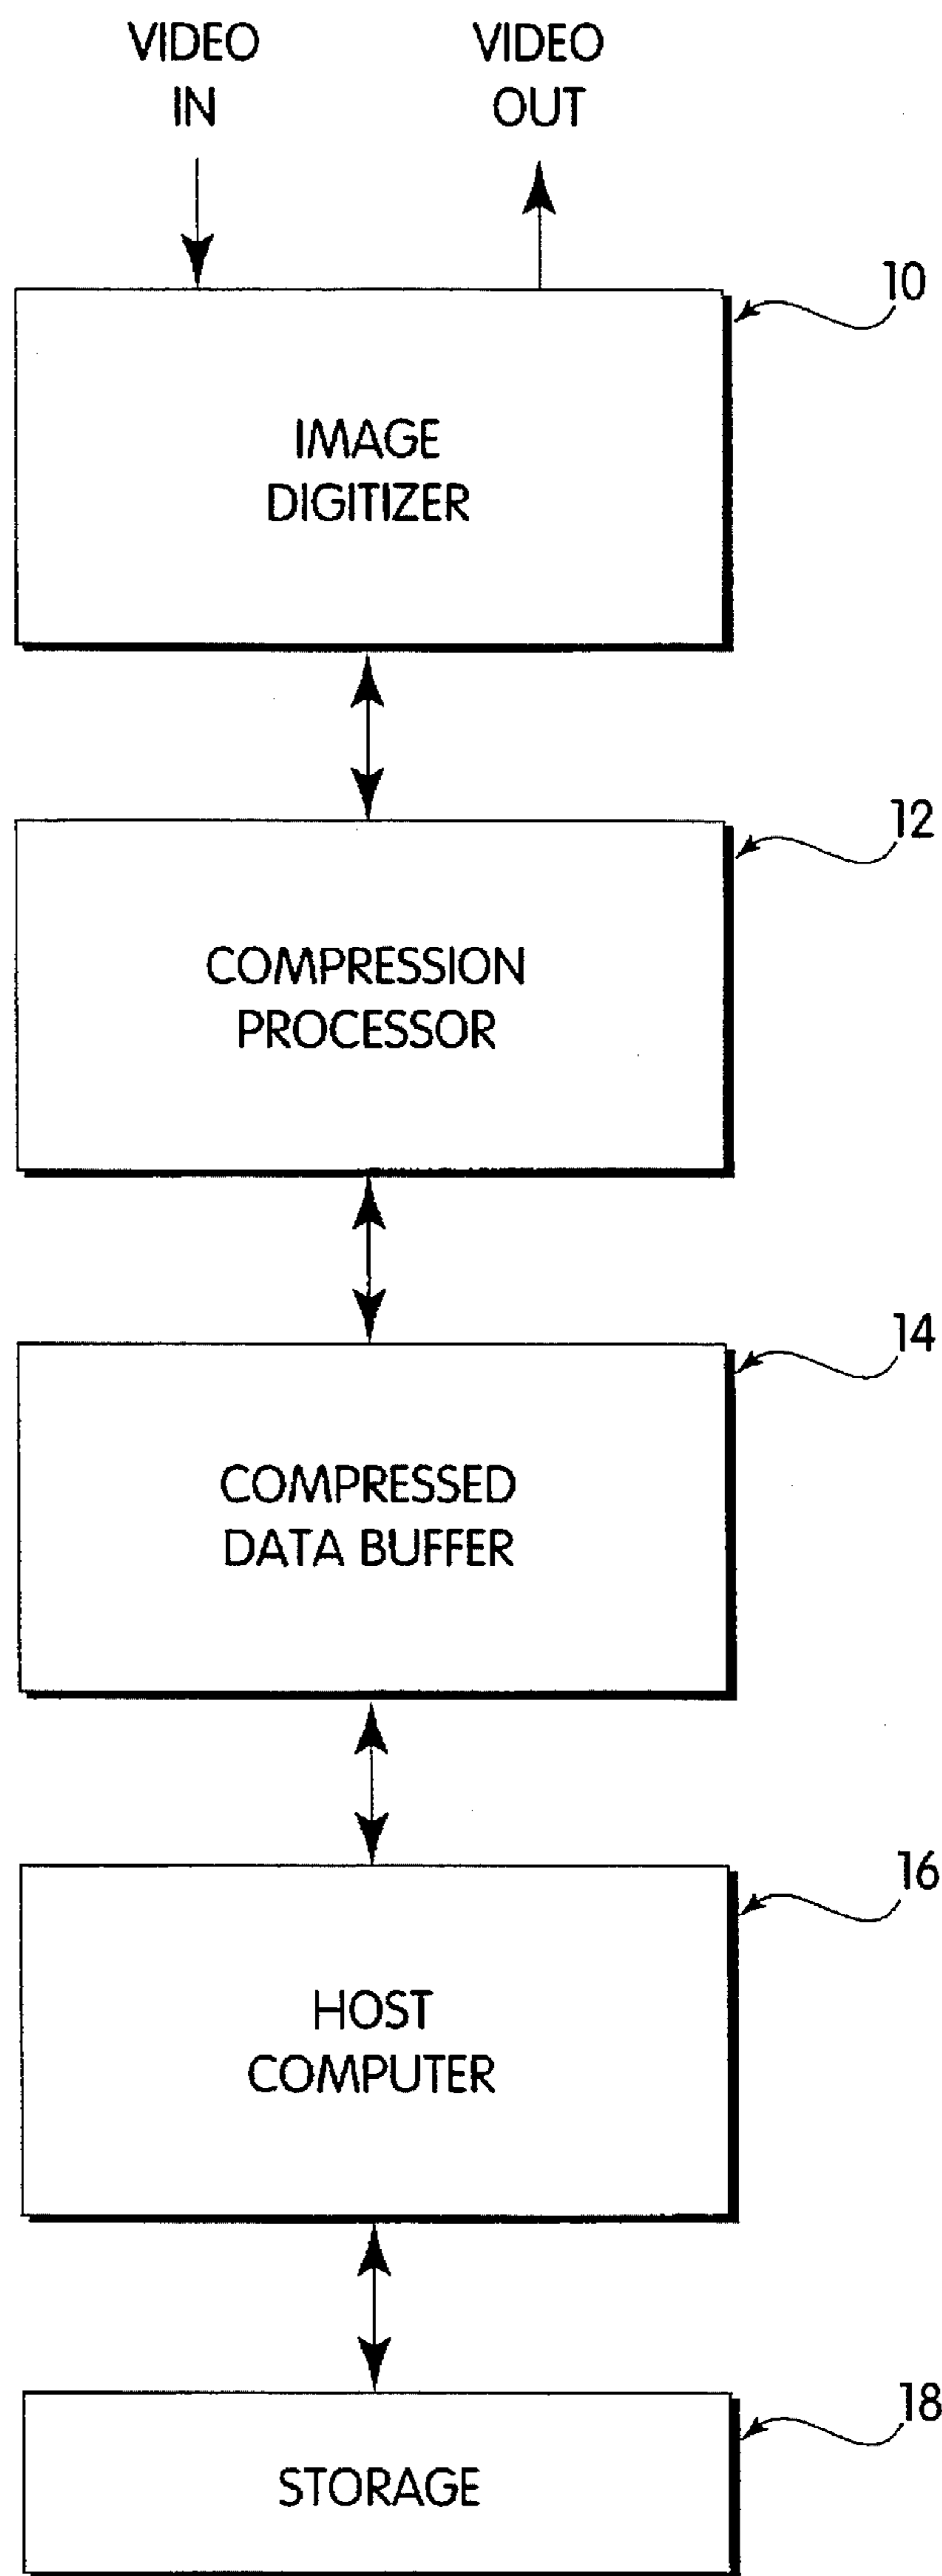 VIDEO IN
VIDEO OUT
10
IMAGE
DIGITIZER
12
COMPRESSION
PROCESSOR
14
COMPRESSED
DATA BUFFER
16
HOST
COMPUTER
18
STORAGE